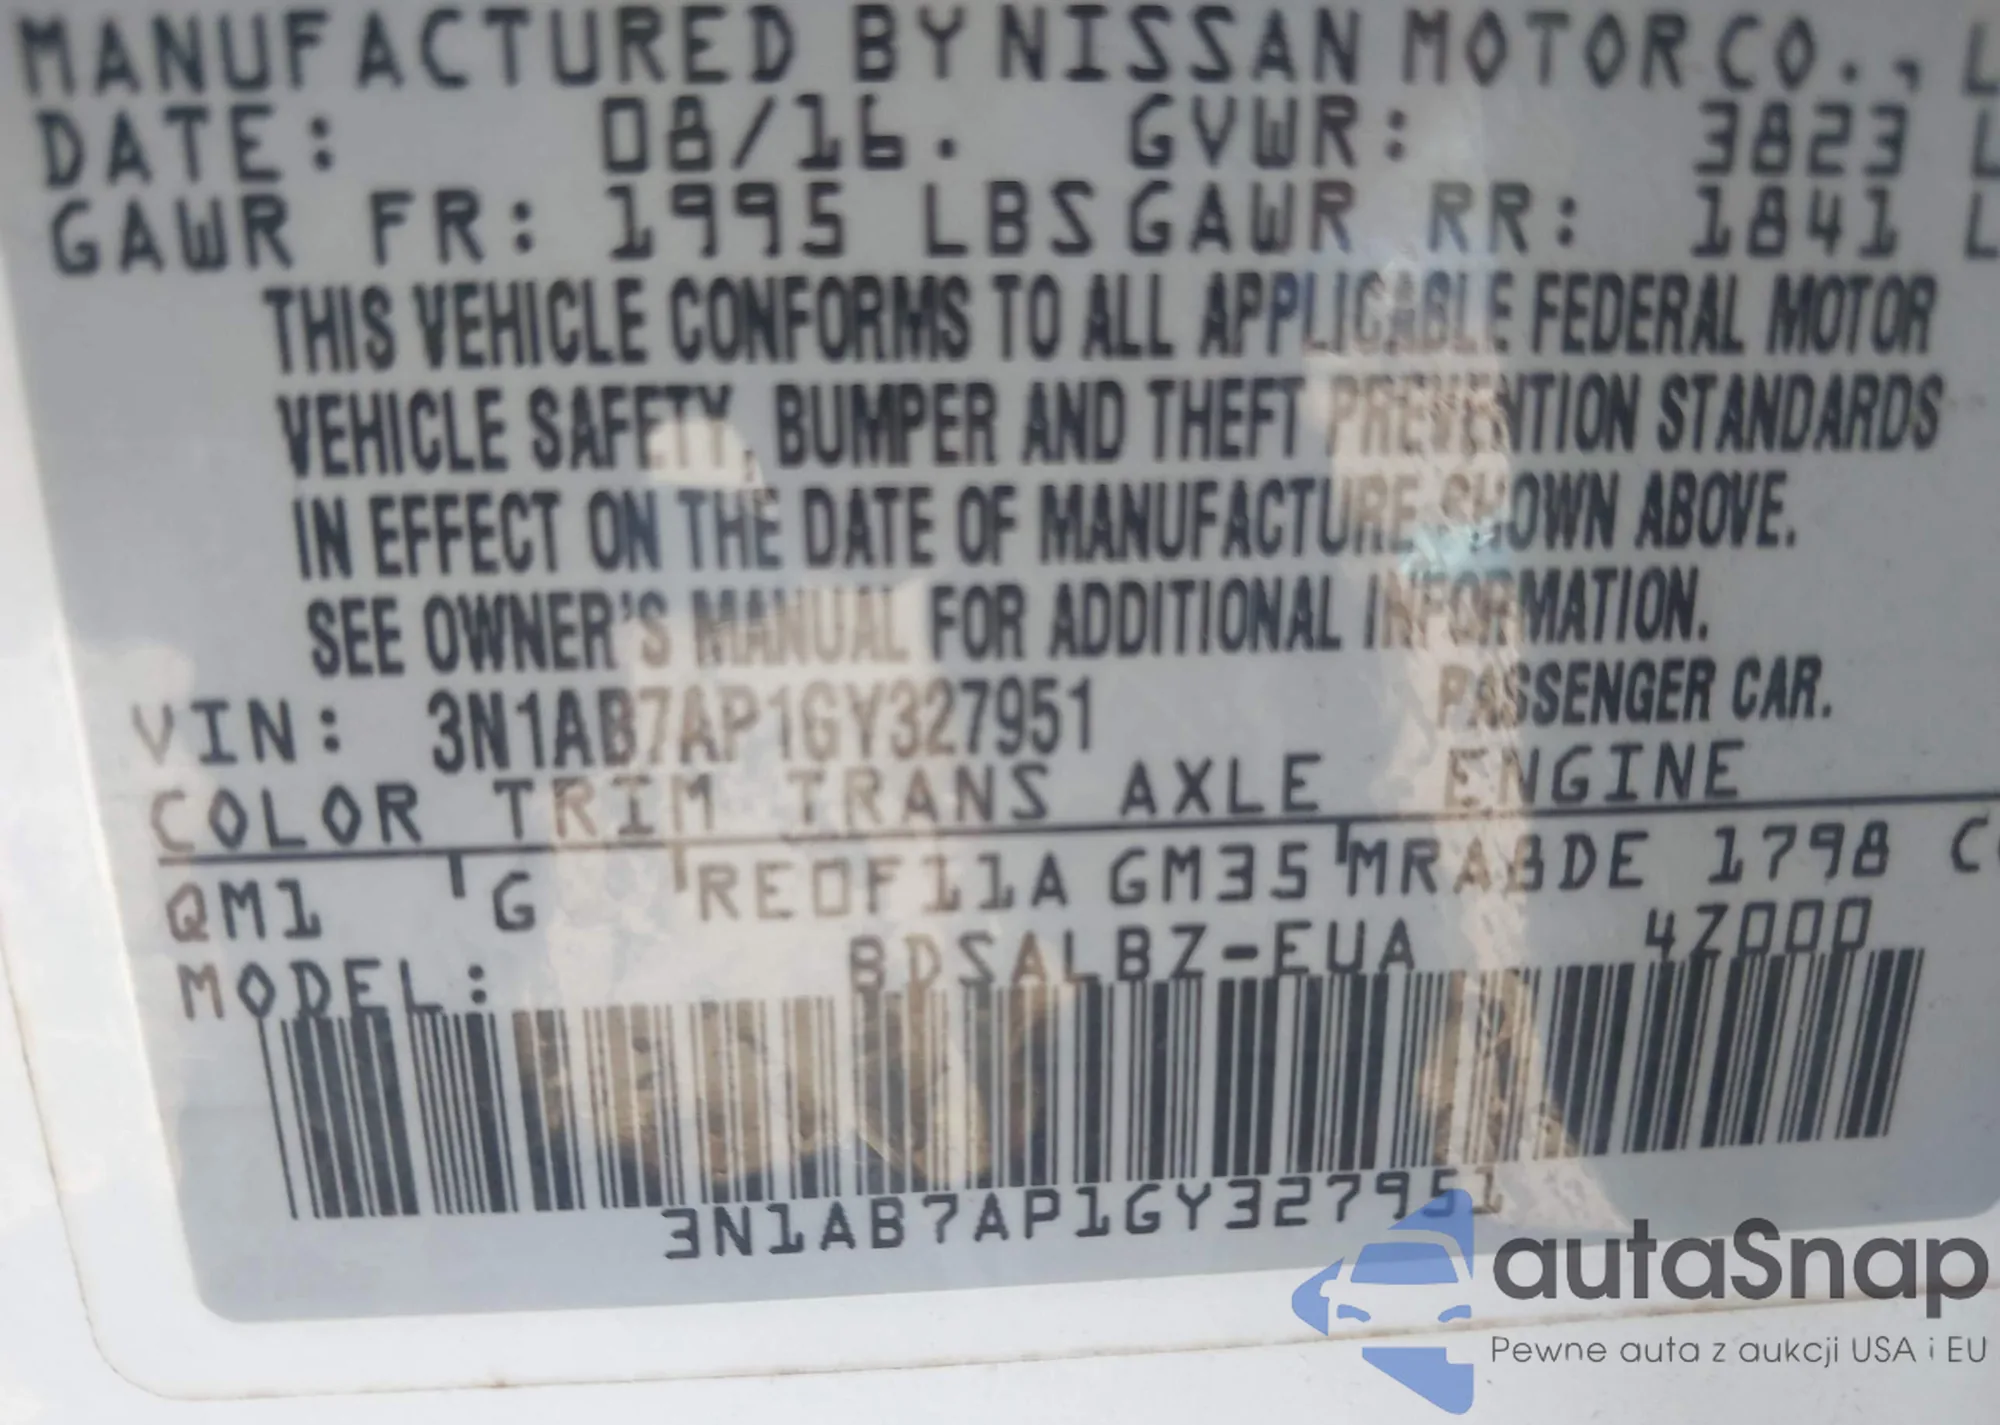 MANUFACTURED BY NISSAN MOTOR CO., L
DATE: 08/16. GVWR: 3823 L
GAWR FR: 1995 LBS GAWR RR: 1841 L
THIS VEHICLE CONFORMS TO ALL APPLICABLE FEDERAL MOTOR
VEHICLE SAFETY, BUMPER AND THEFT PREVENTION STANDARDS
IN EFFECT ON THE DATE OF MANUFACTURE SHOWN ABOVE.
SEE OWNER'S MANUAL FOR ADDITIONAL INFORMATION.
VIN: 3N1AB7AP1GY327951 PASSENGER CAR.
COLOR TRIM TRANS AXLE ENGINE
QM1 G RE0F11A GM35 MRA8DE 1798 C
MODEL: BDSALBZ-EUA 4Z000
3N1AB7AP1GY327951
autaSnap
Pewne auta z aukcji USA i EU